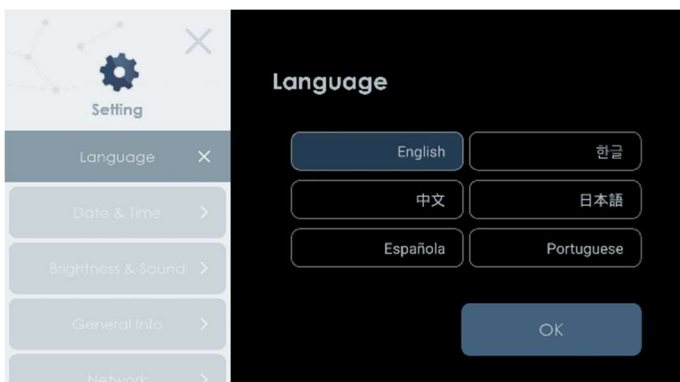 Setting
Language
Date & Time
Brightness & Sound
General Info
Network
Language
English
한글
中文
日本語
Española
Portuguese
OK